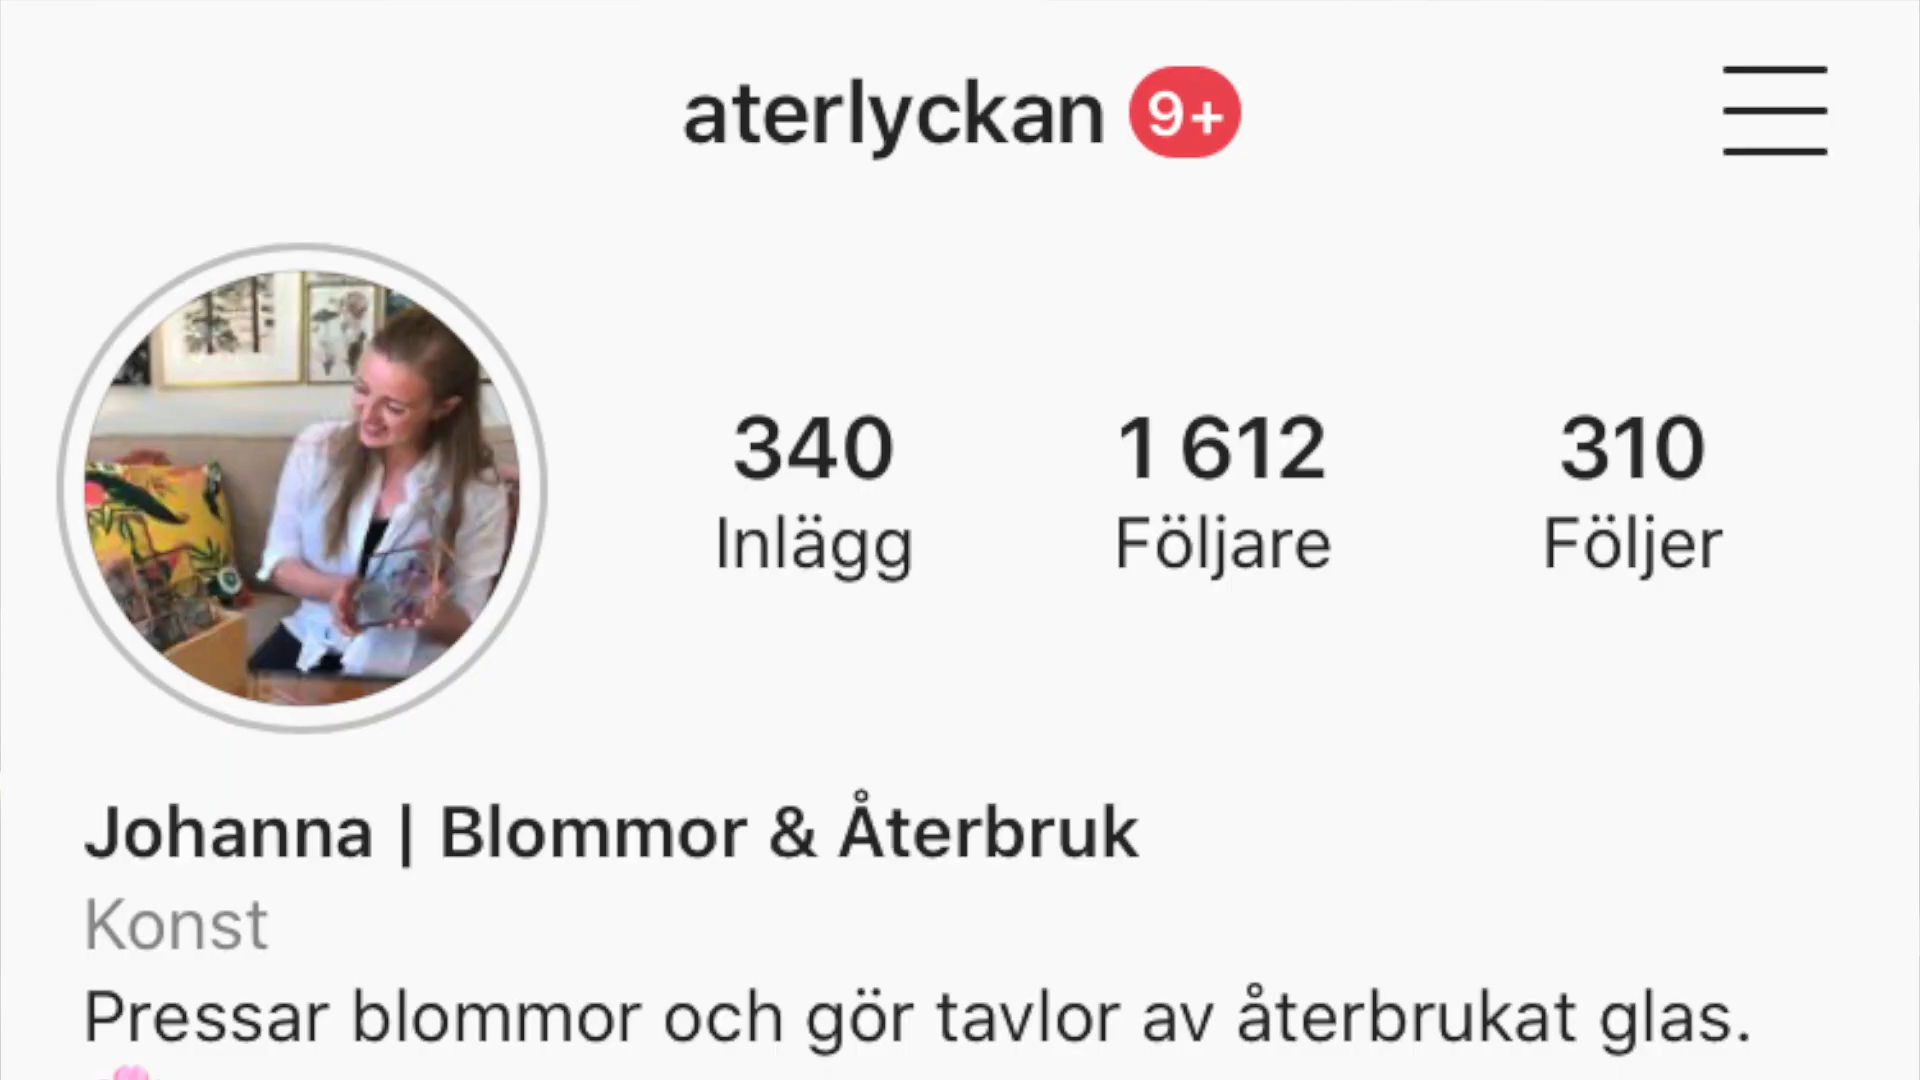 aterlyckan 9+
340 1 612 310
Inlägg Följare Följer
Johanna | Blommor & Återbruk
Konst
Pressar blommor och gör tavlor av återbrukat glas.